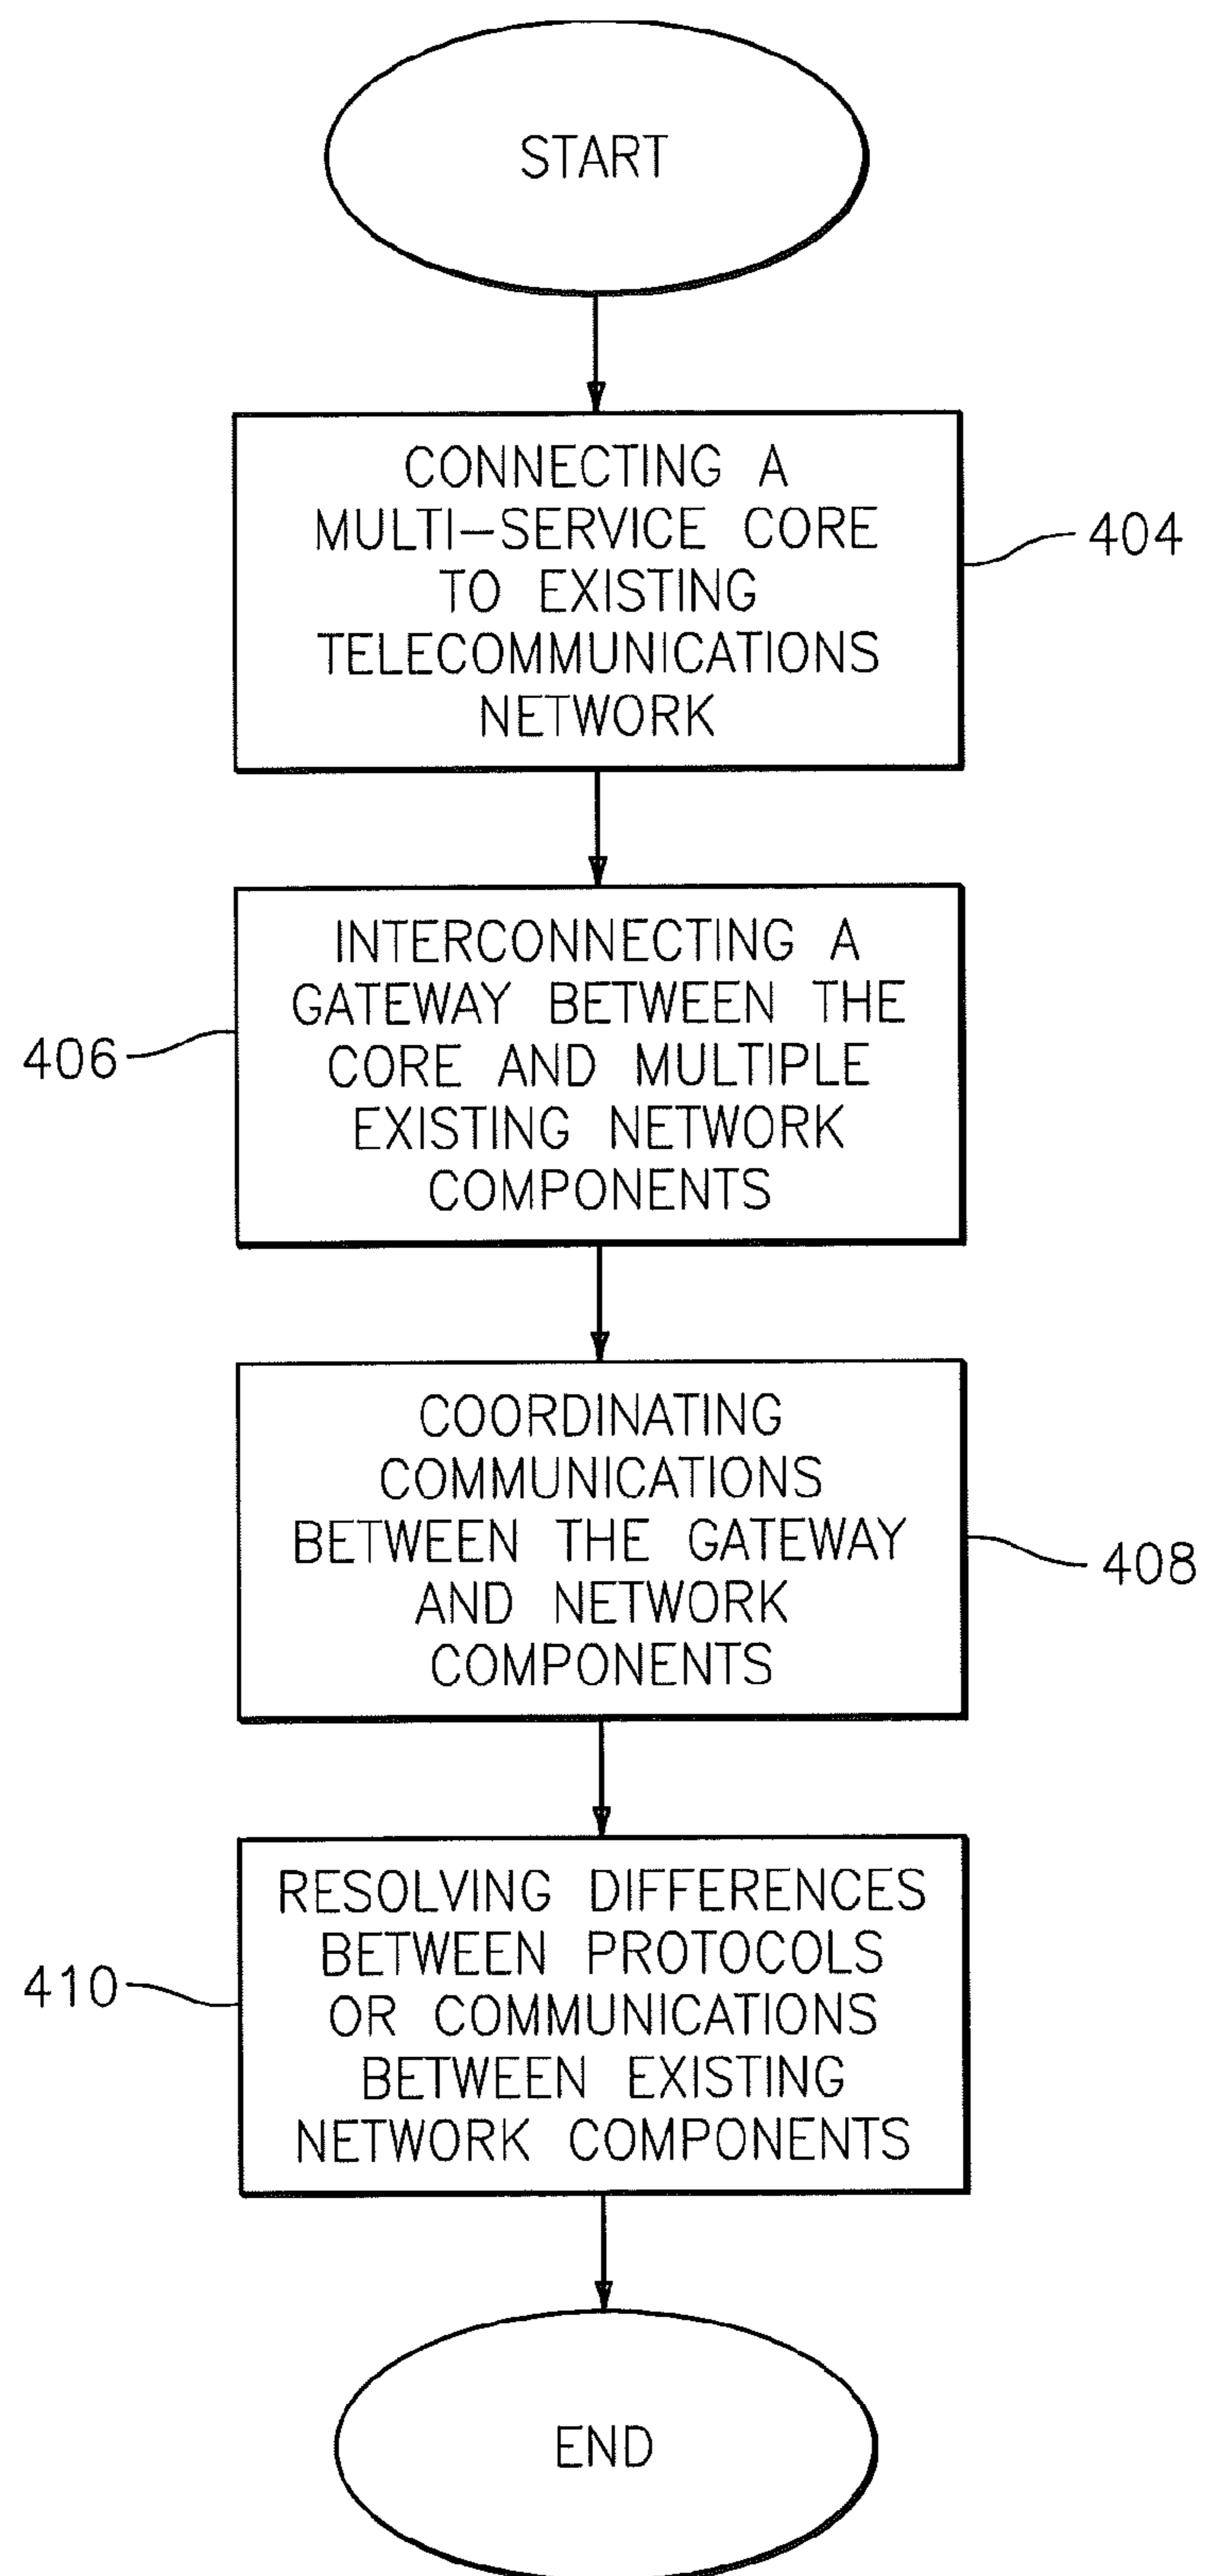 START
CONNECTING A
MULTI-SERVICE CORE
TO EXISTING
TELECOMMUNICATIONS
NETWORK
404
INTERCONNECTING A
GATEWAY BETWEEN THE
CORE AND MULTIPLE
EXISTING NETWORK
COMPONENTS
406
COORDINATING
COMMUNICATIONS
BETWEEN THE GATEWAY
AND NETWORK
COMPONENTS
408
RESOLVING DIFFERENCES
BETWEEN PROTOCOLS
OR COMMUNICATIONS
BETWEEN EXISTING
NETWORK COMPONENTS
410
END